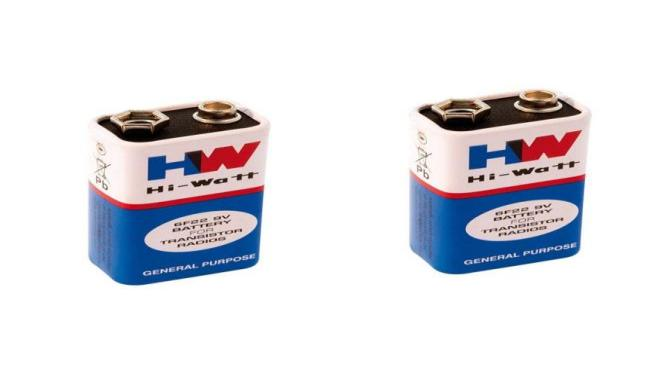 HW
Hi-Watt
6F22 9V
BATTERY
FOR
TRANSISTOR
RADIOS
GENERAL PURPOSE
Pb
HW
Hi-Watt
6F22 9V
BATTERY
FOR
TRANSISTOR
RADIOS
GENERAL PURPOSE
Pb